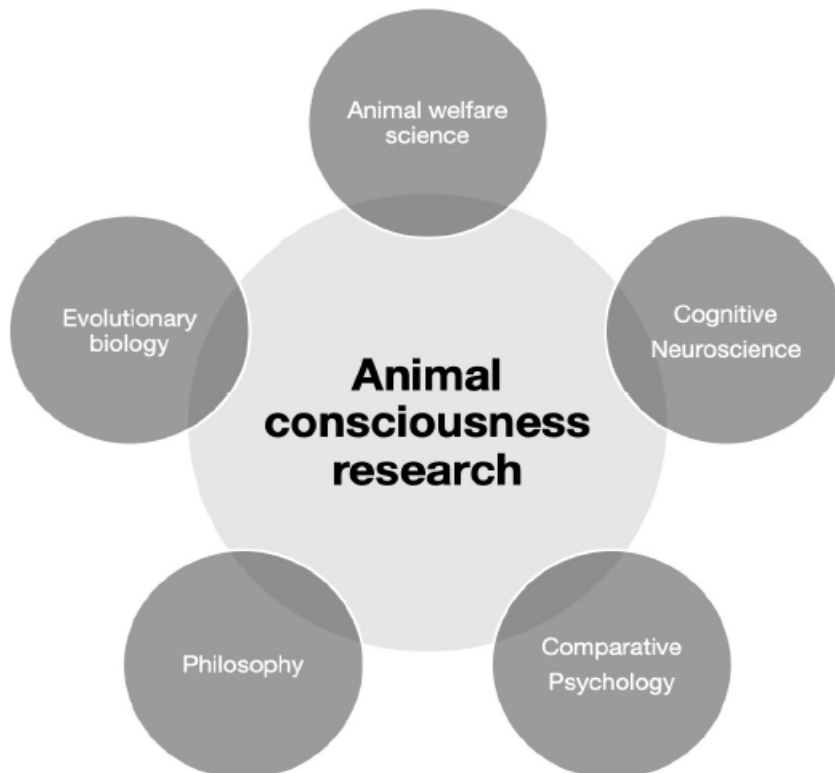 Animal welfare
science
Evolutionary
biology
Cognitive
Neuroscience
Animal
consciousness
research
Philosophy
Comparative
Psychology